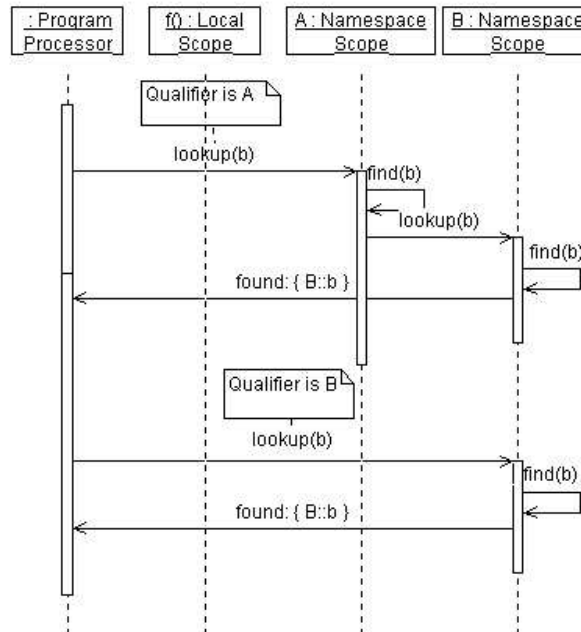 : Program
Processor
f() : Local
Scope
A : Namespace
Scope
B : Namespace
Scope
Qualifier is A
lookup(b)
find(b)
lookup(b)
find(b)
found: { B::b }
Qualifier is B
lookup(b)
find(b)
found: { B::b }